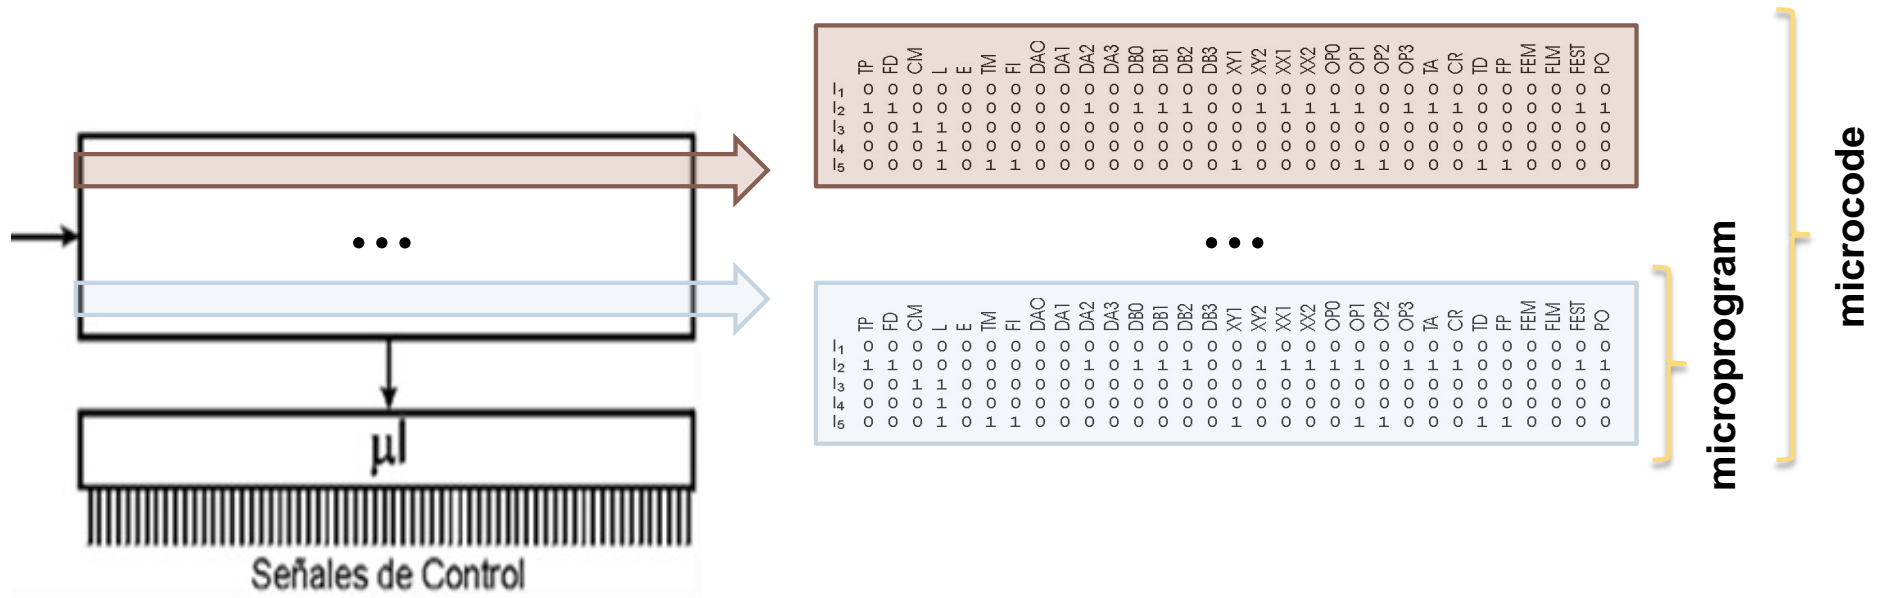 TP FD CM L E TM FI DA0 DA1 DA2 DA3 DB0 DB1 DB2 DB3 XY1 XY2 XX1 XX2 OP0 OP1 OP2 OP3 TA CR TD FP FEM FLM FEST PO
I1 0 0 0 0 0 0 0 0 0 0 0 0 0 0 0 0 0 0 0 0 0 0 0 0 0 0 0 0 0 0 0
I2 1 1 0 0 0 0 0 0 0 1 0 1 1 1 0 0 1 1 1 1 1 0 1 1 1 0 0 0 0 1 1
I3 0 0 1 1 0 0 0 0 0 0 0 0 0 0 0 0 0 0 0 0 0 0 0 0 0 0 0 0 0 0 0
I4 0 0 0 1 0 0 0 0 0 0 0 0 0 0 0 0 0 0 0 0 0 0 0 0 0 0 0 0 0 0 0
I5 0 0 0 1 0 1 1 0 0 0 0 0 0 0 0 1 0 0 0 0 1 1 0 0 0 1 1 0 0 0 0
...
...
TP FD CM L E TM FI DA0 DA1 DA2 DA3 DB0 DB1 DB2 DB3 XY1 XY2 XX1 XX2 OP0 OP1 OP2 OP3 TA CR TD FP FEM FLM FEST PO
I1 0 0 0 0 0 0 0 0 0 0 0 0 0 0 0 0 0 0 0 0 0 0 0 0 0 0 0 0 0 0 0
I2 1 1 0 0 0 0 0 0 0 1 0 1 1 1 0 0 1 1 1 1 1 0 1 1 1 0 0 0 0 1 1
I3 0 0 1 1 0 0 0 0 0 0 0 0 0 0 0 0 0 0 0 0 0 0 0 0 0 0 0 0 0 0 0
I4 0 0 0 1 0 0 0 0 0 0 0 0 0 0 0 0 0 0 0 0 0 0 0 0 0 0 0 0 0 0 0
I5 0 0 0 1 0 1 1 0 0 0 0 0 0 0 0 1 0 0 0 0 1 1 0 0 0 1 1 0 0 0 0
microprogram
microcode
µI
Señales de Control